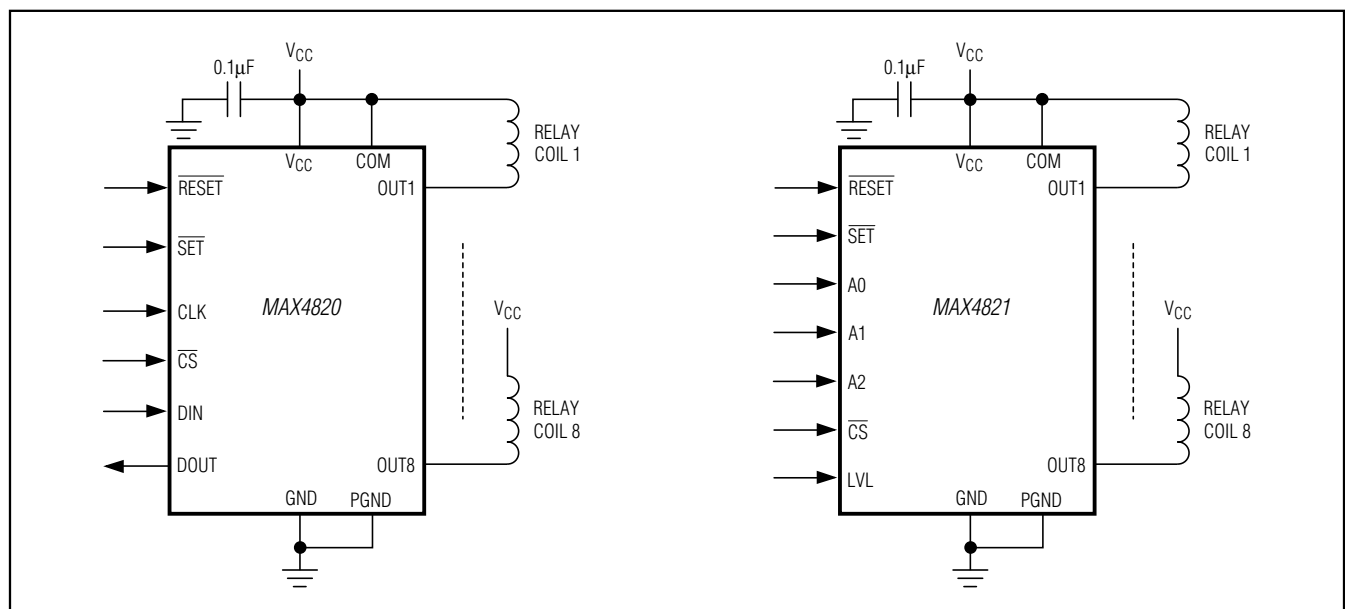 V_CC
0.1µF
RELAY
COIL 1
V_CC
COM
RESET
OUT1
SET
CLK
MAX4820
V_CC
CS
DIN
RELAY
COIL 8
DOUT
OUT8
GND
PGND
V_CC
0.1µF
RELAY
COIL 1
V_CC
COM
RESET
OUT1
SET
A0
MAX4821
V_CC
A1
A2
RELAY
COIL 8
CS
LVL
OUT8
GND
PGND